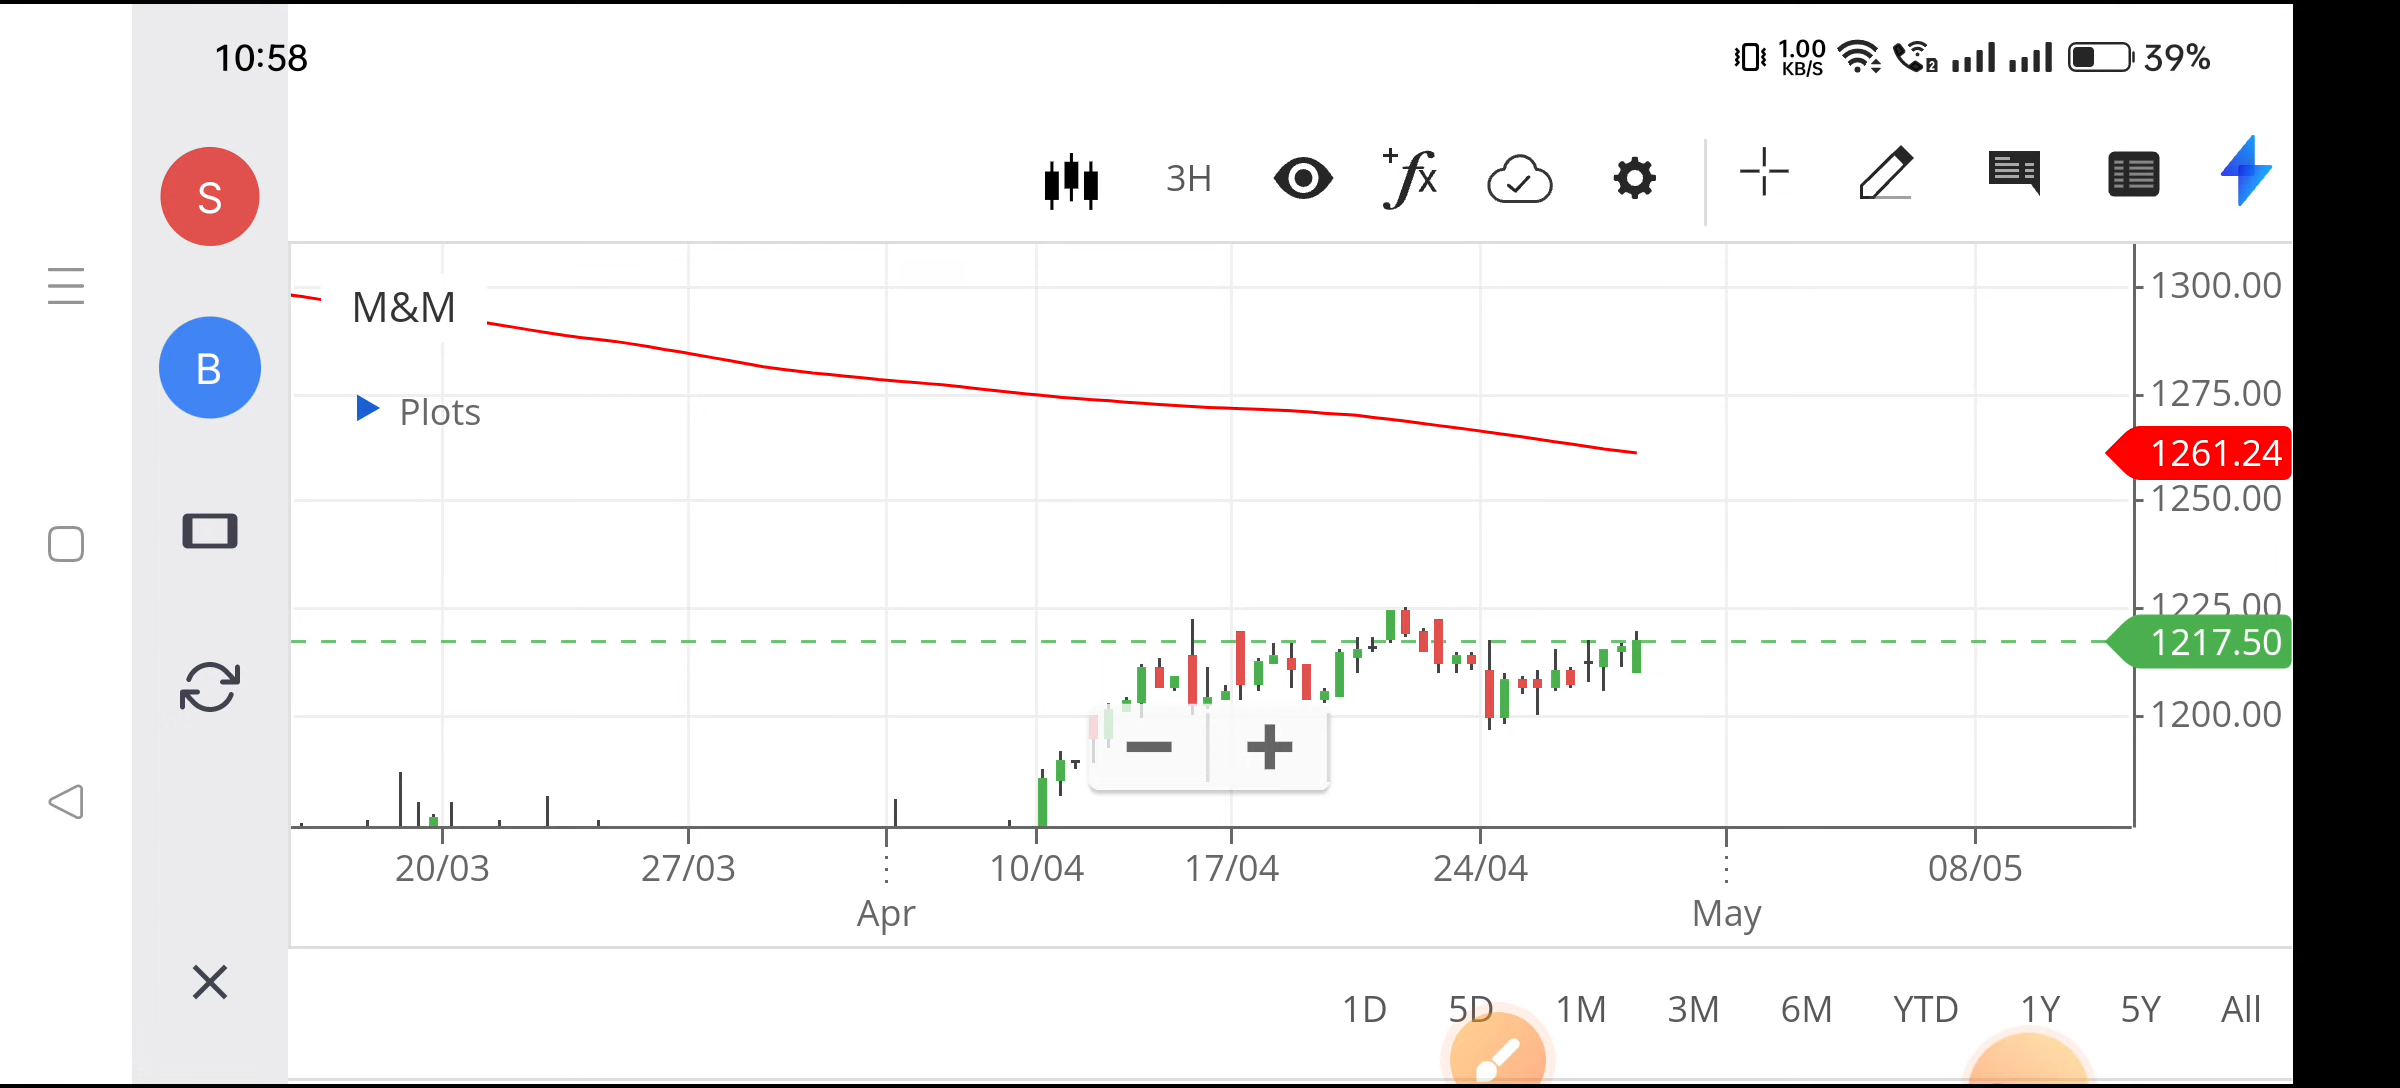 10:58
1.00
KB/S
2
39%
S
B
3H
+fx
M&M
Plots
1300.00
1275.00
1261.24
1250.00
1225.00
1217.50
1200.00
20/03 27/03 10/04 17/04 24/04 08/05
Apr May
1D 5D 1M 3M 6M YTD 1Y 5Y All